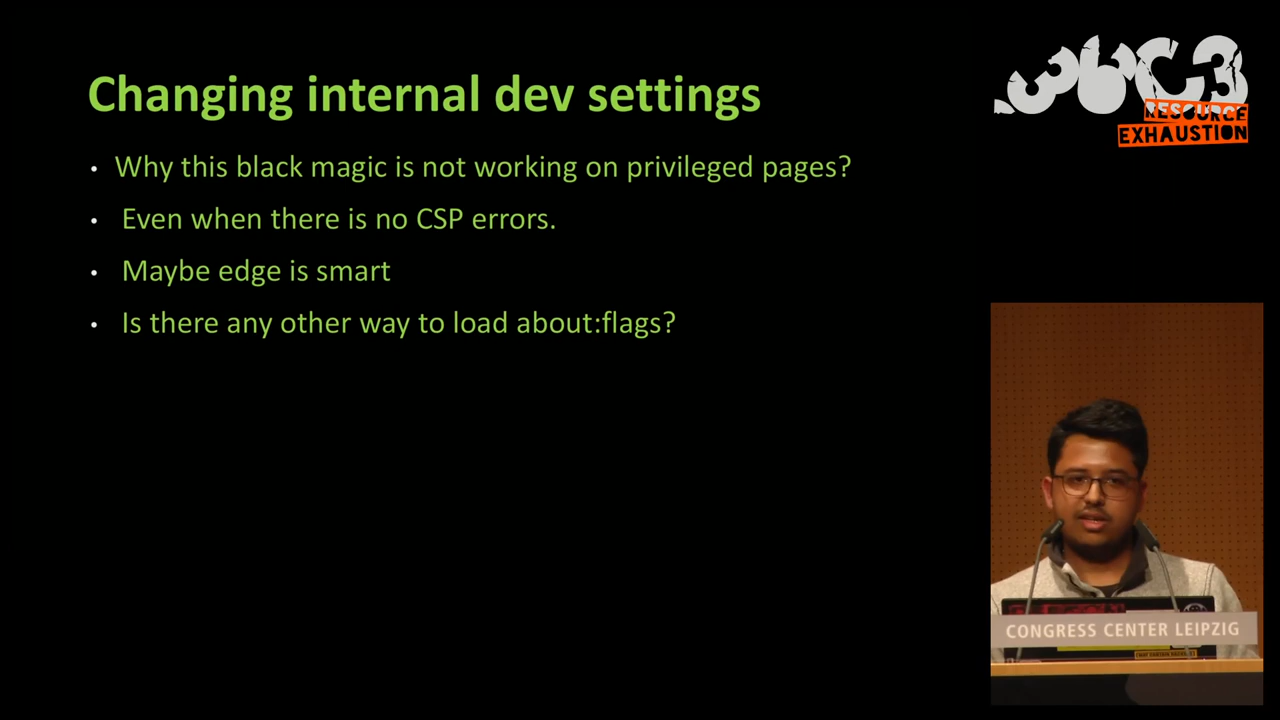 Changing internal dev settings
• Why this black magic is not working on privileged pages?
• Even when there is no CSP errors.
• Maybe edge is smart
• Is there any other way to load about:flags?
36C3
RESOURCE
EXHAUSTION
CONGRESS CENTER LEIPZIG